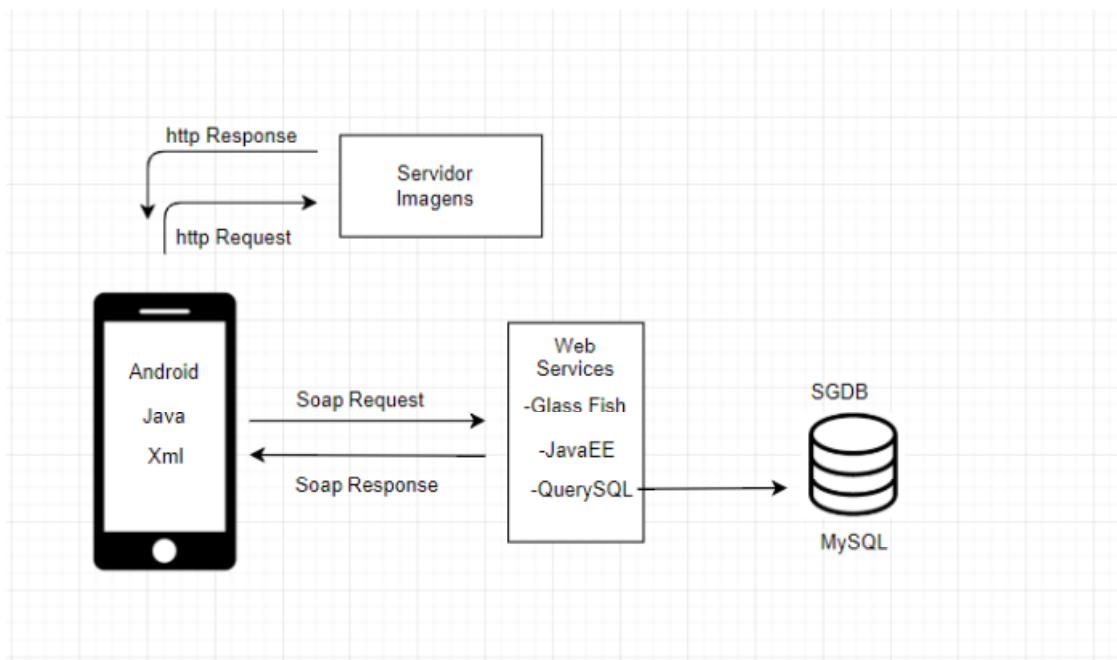 http Response
Servidor
Imagens
http Request
Android
Java
Xml
Soap Request
Soap Response
Web
Services
-Glass Fish
-JavaEE
-QuerySQL
SGDB
MySQL